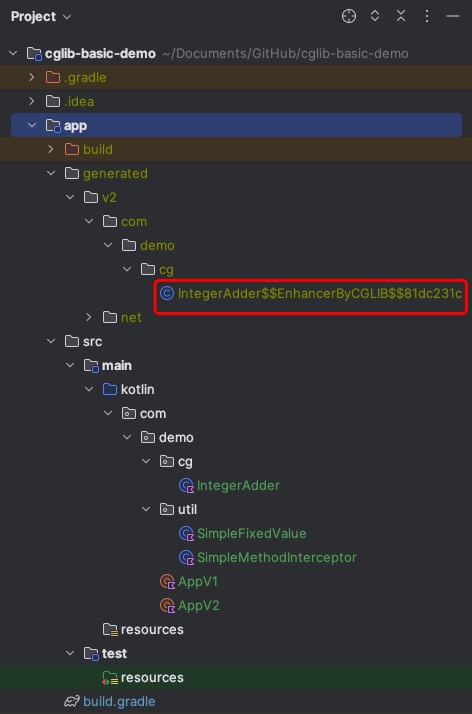 Project
cglib-basic-demo ~/Documents/GitHub/cglib-basic-demo
.gradle
.idea
app
build
generated
v2
com
demo
cg
IntegerAdder$$EnhancerByCGLIB$$81dc231c
net
src
main
kotlin
com
demo
cg
IntegerAdder
util
SimpleFixedValue
SimpleMethodInterceptor
AppV1
AppV2
resources
test
resources
build.gradle